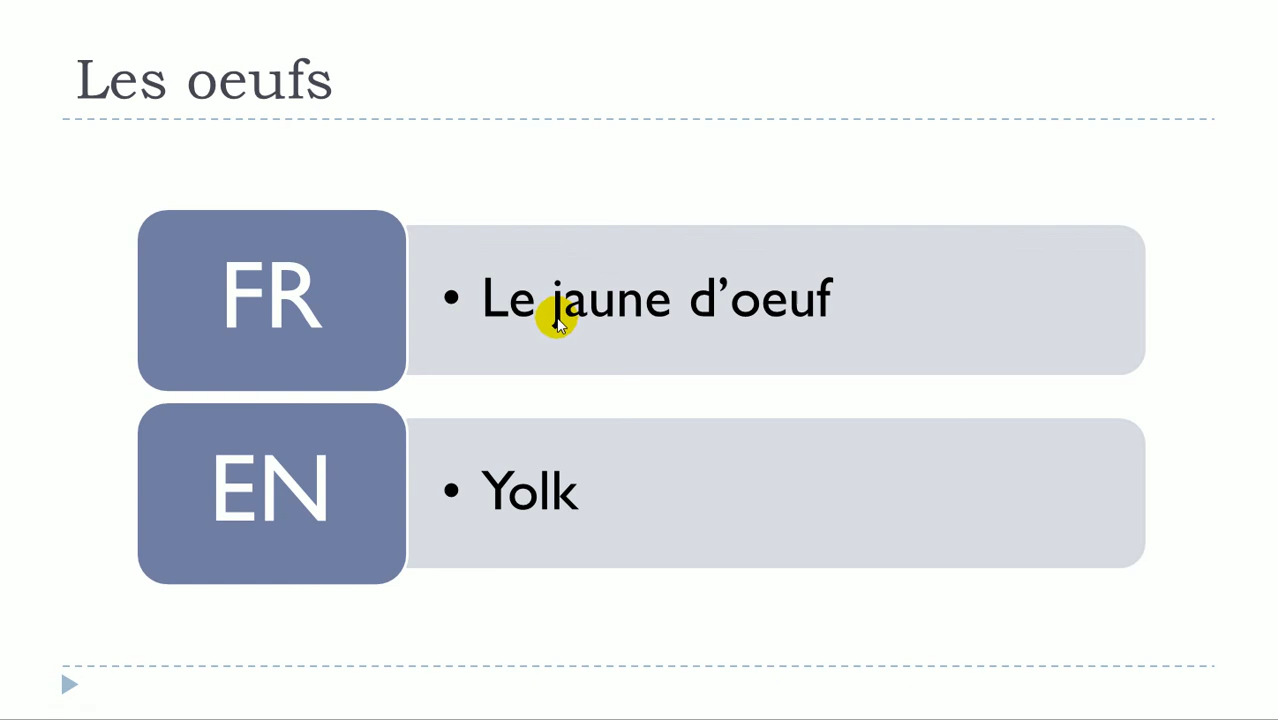 Les oeufs
FR
• Le jaune d’oeuf
EN
• Yolk